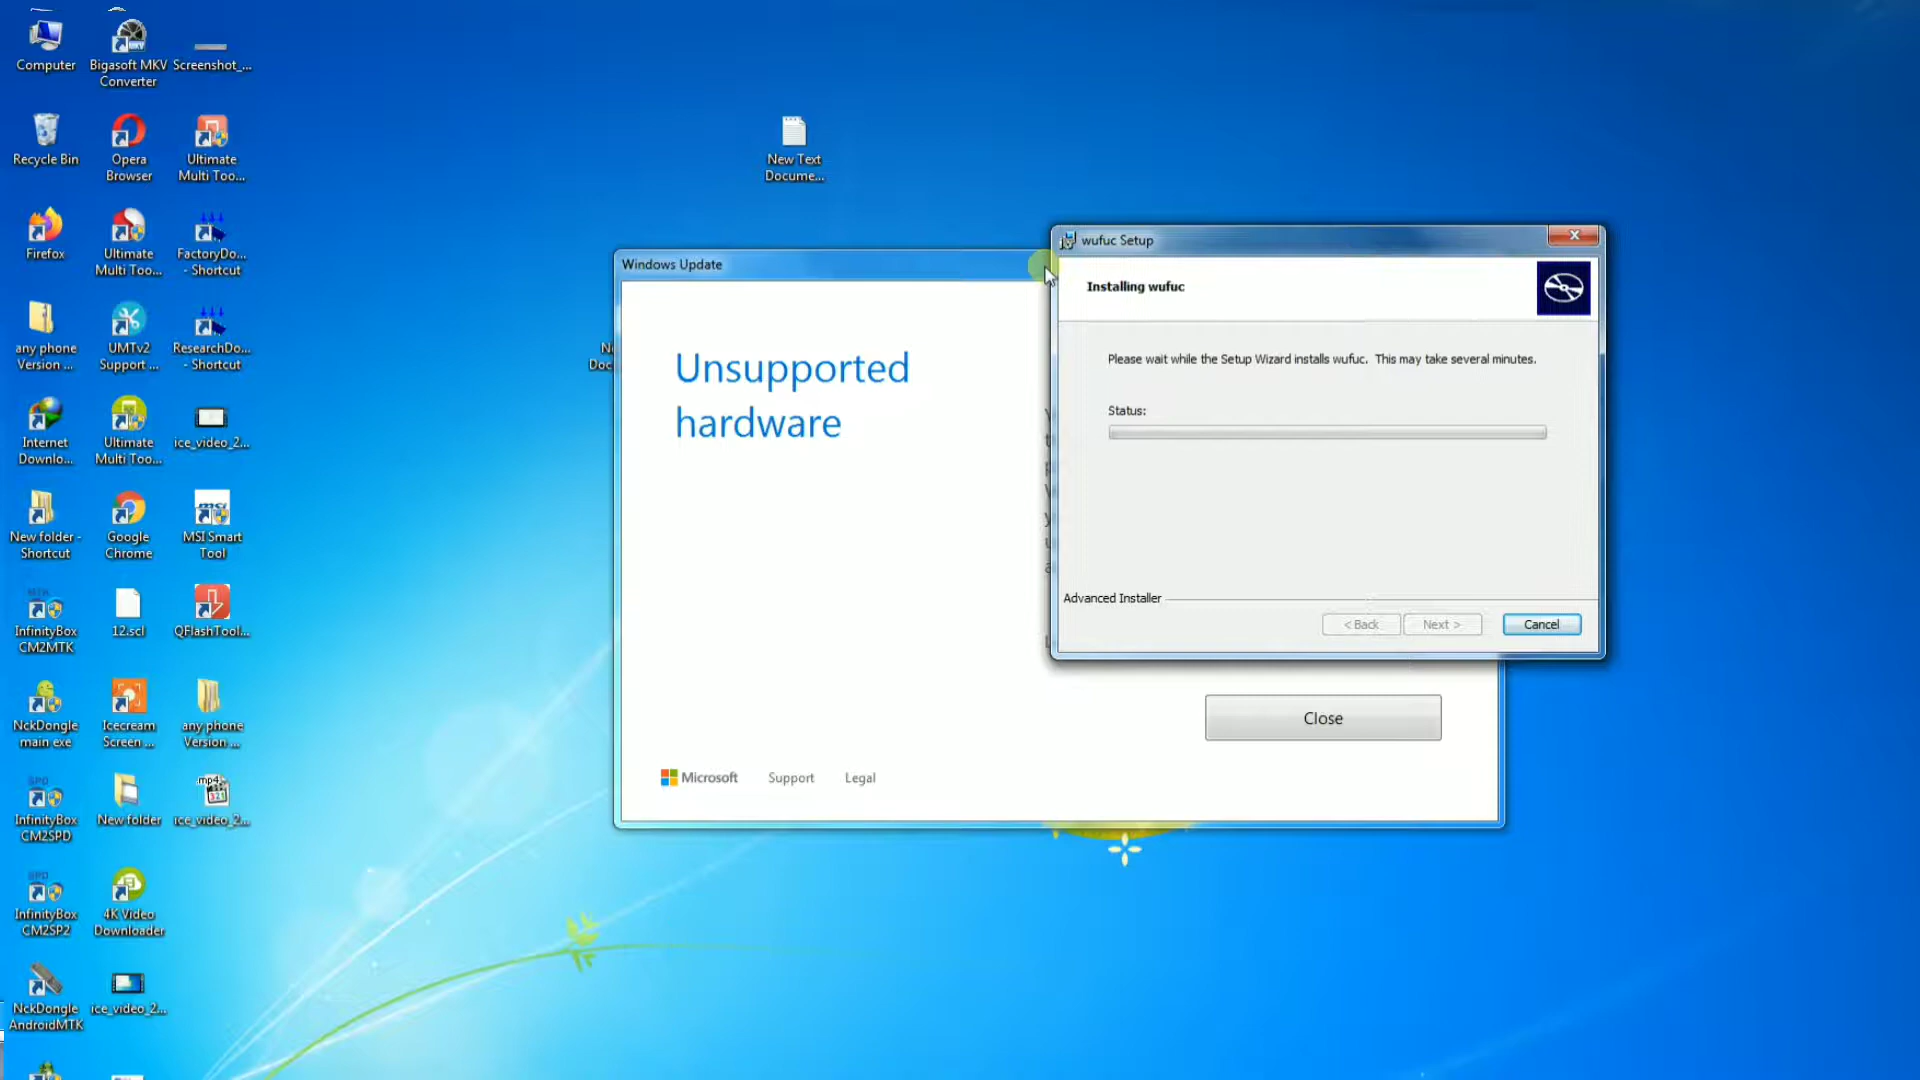 Computer
Bigasoft MKV
Converter
Screenshot_...
Recycle Bin
Opera
Browser
Ultimate
Multi Too...
Firefox
Ultimate
Multi Too...
FactoryDo...
- Shortcut
any phone
Version ...
UMTv2
Support ...
ResearchDo...
- Shortcut
Internet
Downlo...
Ultimate
Multi Too...
ice_video_2...
New folder -
Shortcut
Google
Chrome
msi
MSI Smart
Tool
InfinityBox
CM2MTK
12.scl
QFlashTool...
NckDongle
main exe
Icecream
Screen ...
any phone
Version ...
SPD
InfinityBox
CM2SPD
New folder
mp4
321
ice_video_2...
SPD
InfinityBox
CM2SP2
4K Video
Downloader
NckDongle
AndroidMTK
ice_video_2...
New Text
Docume...
Windows Update
Unsupported
hardware
Close
Microsoft
Support
Legal
wufuc Setup
Installing wufuc
Please wait while the Setup Wizard installs wufuc. This may take several minutes.
Status:
Advanced Installer
< Back
Next >
Cancel